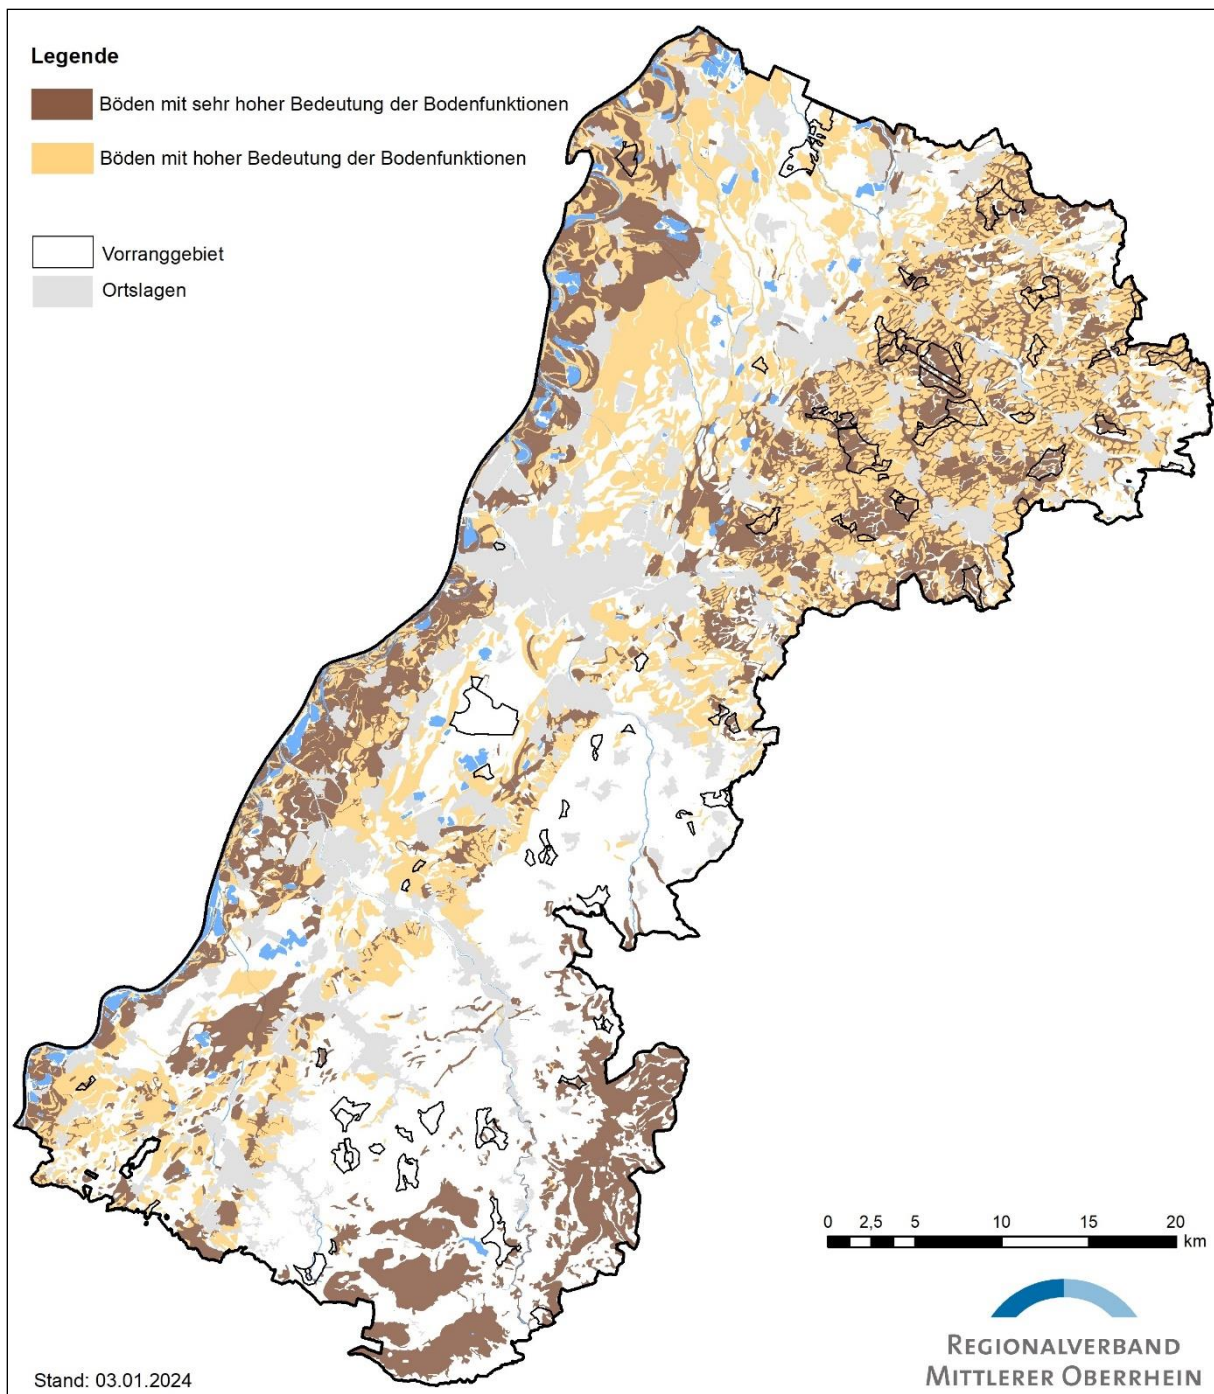 Legende
Böden mit sehr hoher Bedeutung der Bodenfunktionen
Böden mit hoher Bedeutung der Bodenfunktionen
Vorranggebiet
Ortslagen
0 2,5 5 10 15 20
km
REGIONALVERBAND
MITTLERER OBERRHEIN
Stand: 03.01.2024